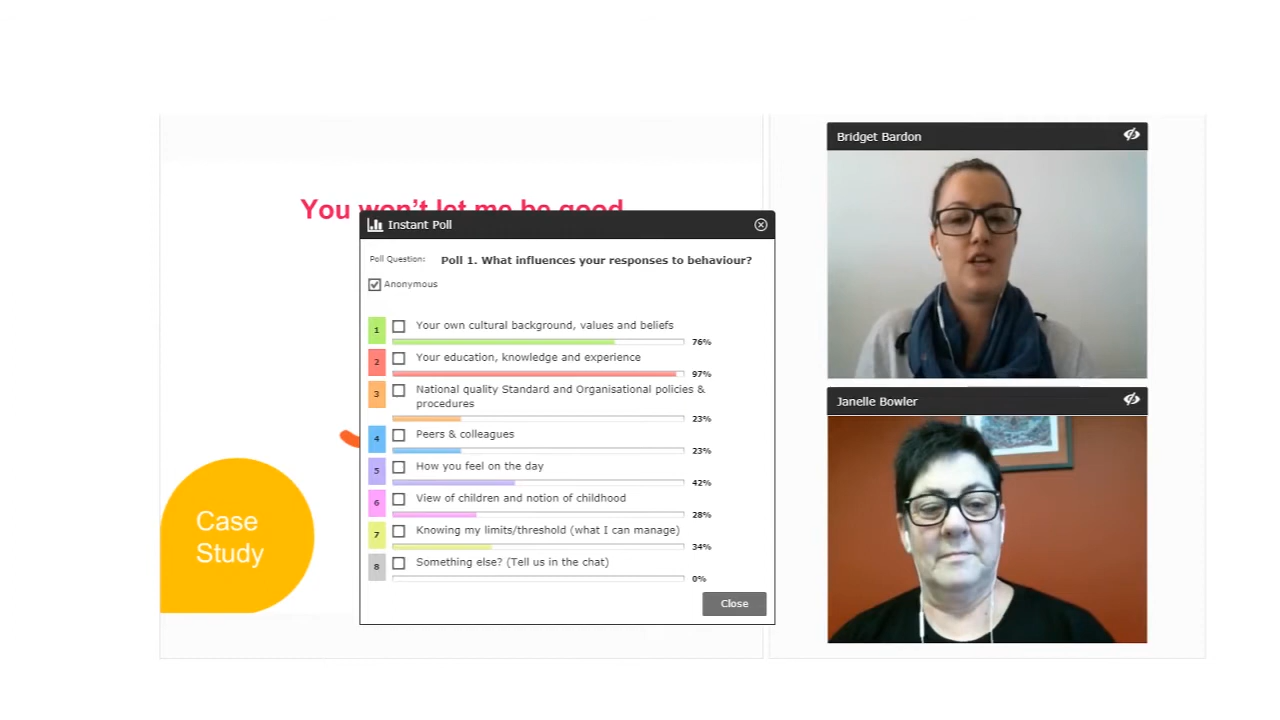 You won't let me be good
Instant Poll
Poll Question: Poll 1. What influences your responses to behaviour?
Anonymous
1 Your own cultural background, values and beliefs
76%
2 Your education, knowledge and experience
97%
3 National quality Standard and Organisational policies &
procedures
23%
4 Peers & colleagues
23%
5 How you feel on the day
42%
6 View of children and notion of childhood
28%
7 Knowing my limits/threshold (what I can manage)
34%
8 Something else? (Tell us in the chat)
0%
Close
Case
Study
Bridget Bardon
Janelle Bowler